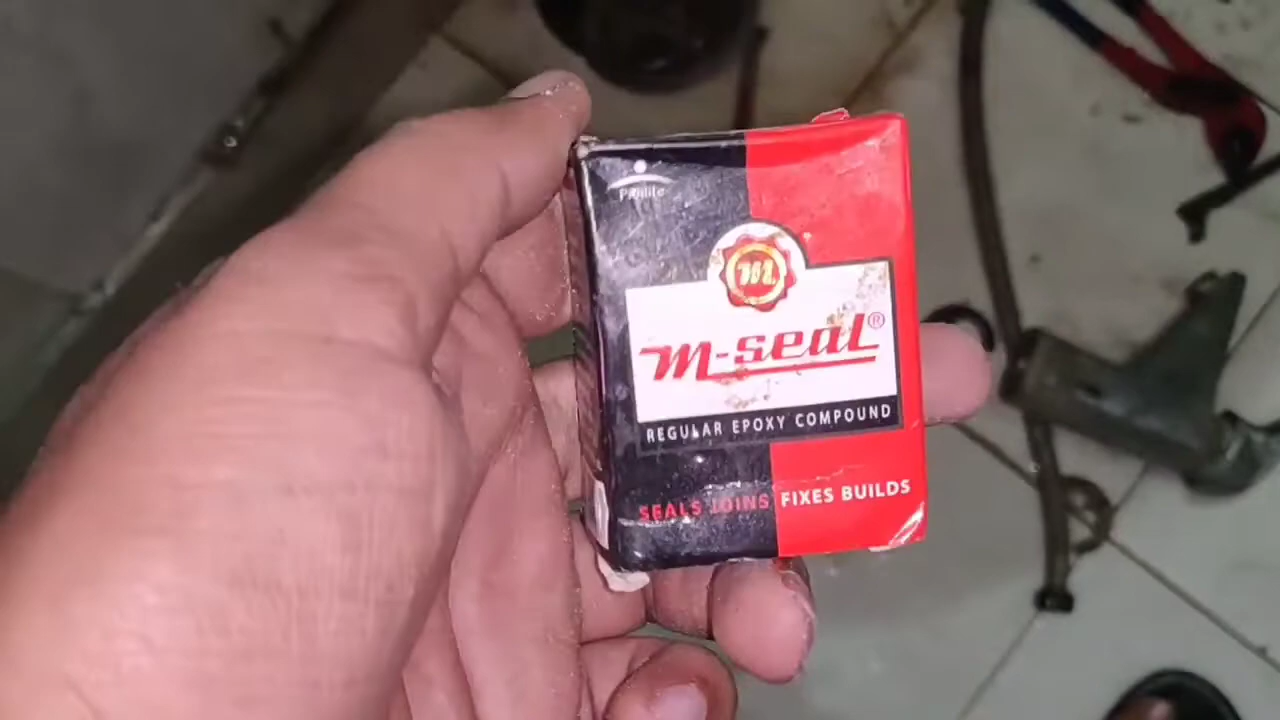 Pidilite
m
m-seal®
REGULAR EPOXY COMPOUND
SEALS JOINS FIXES BUILDS